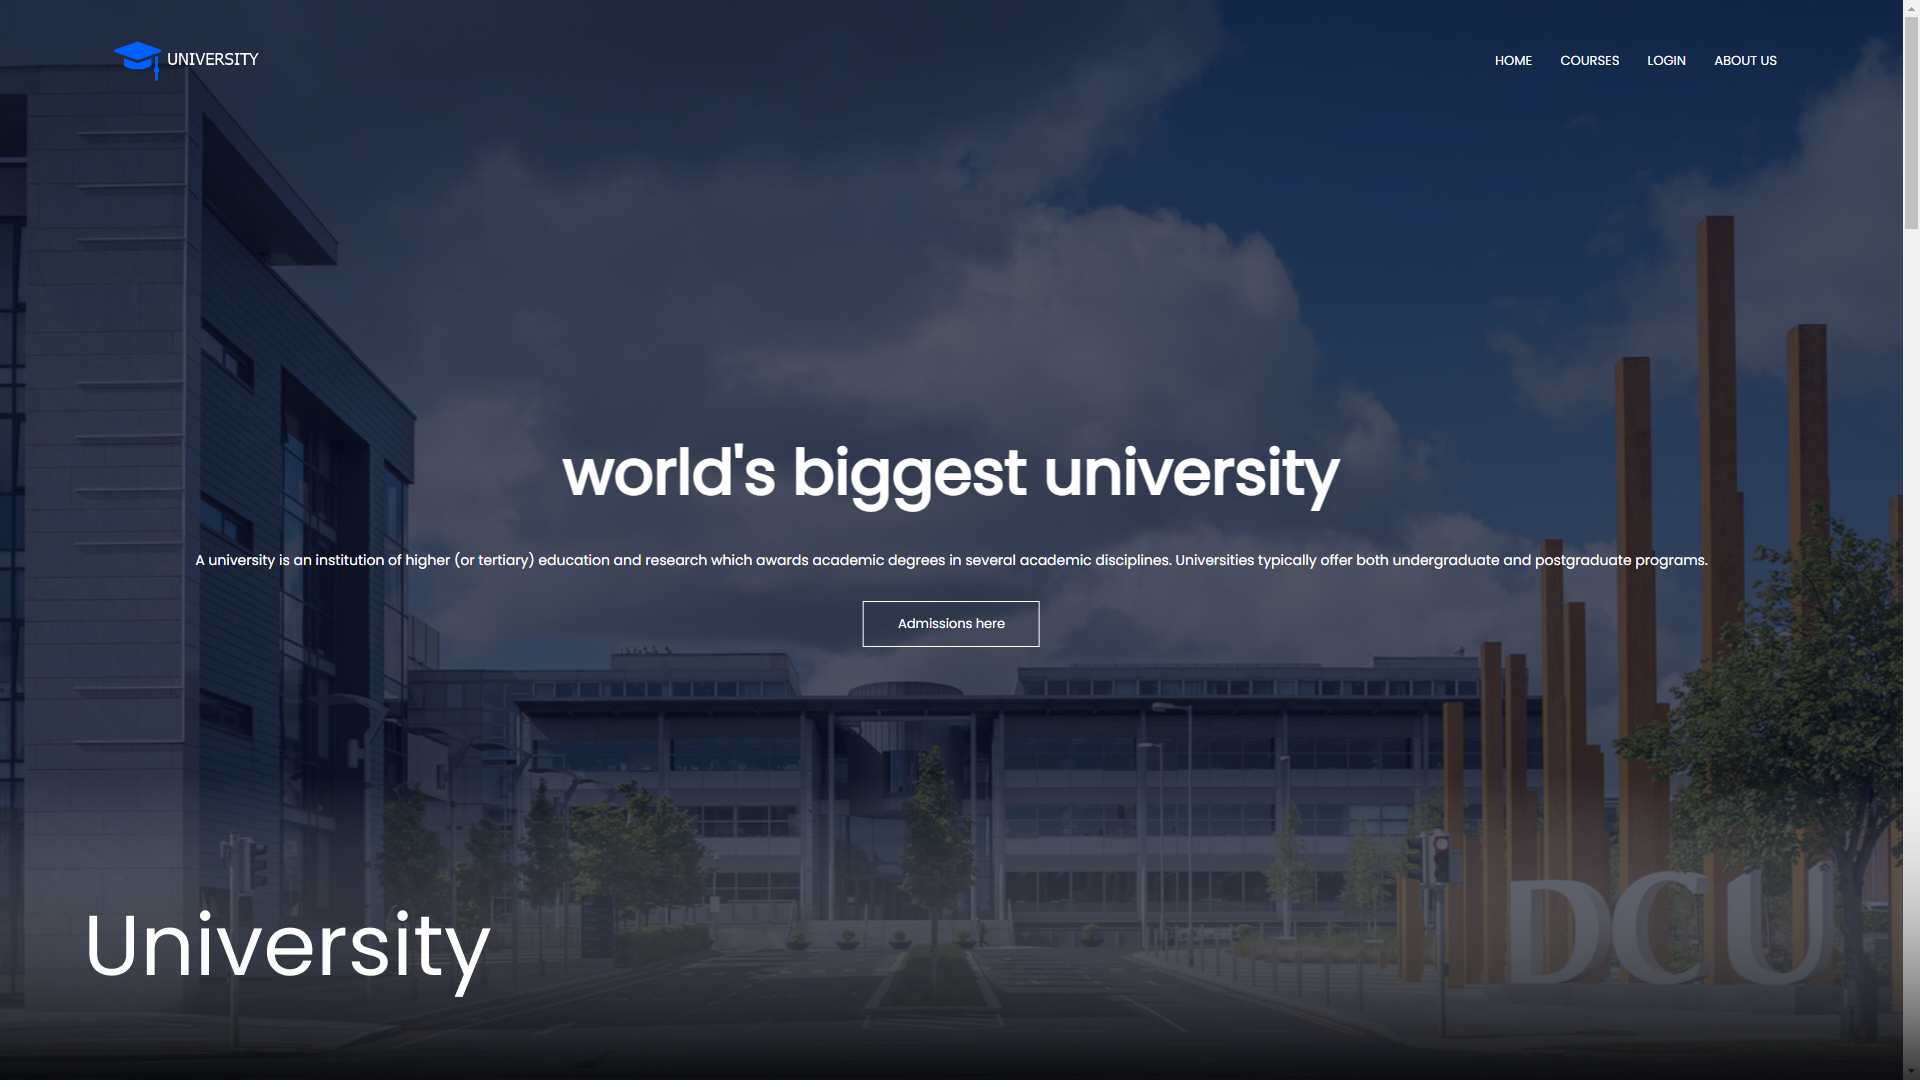 UNIVERSITY
HOME COURSES LOGIN ABOUT US
world's biggest university
A university is an institution of higher (or tertiary) education and research which awards academic degrees in several academic disciplines. Universities typically offer both undergraduate and postgraduate programs.
Admissions here
University
DCU